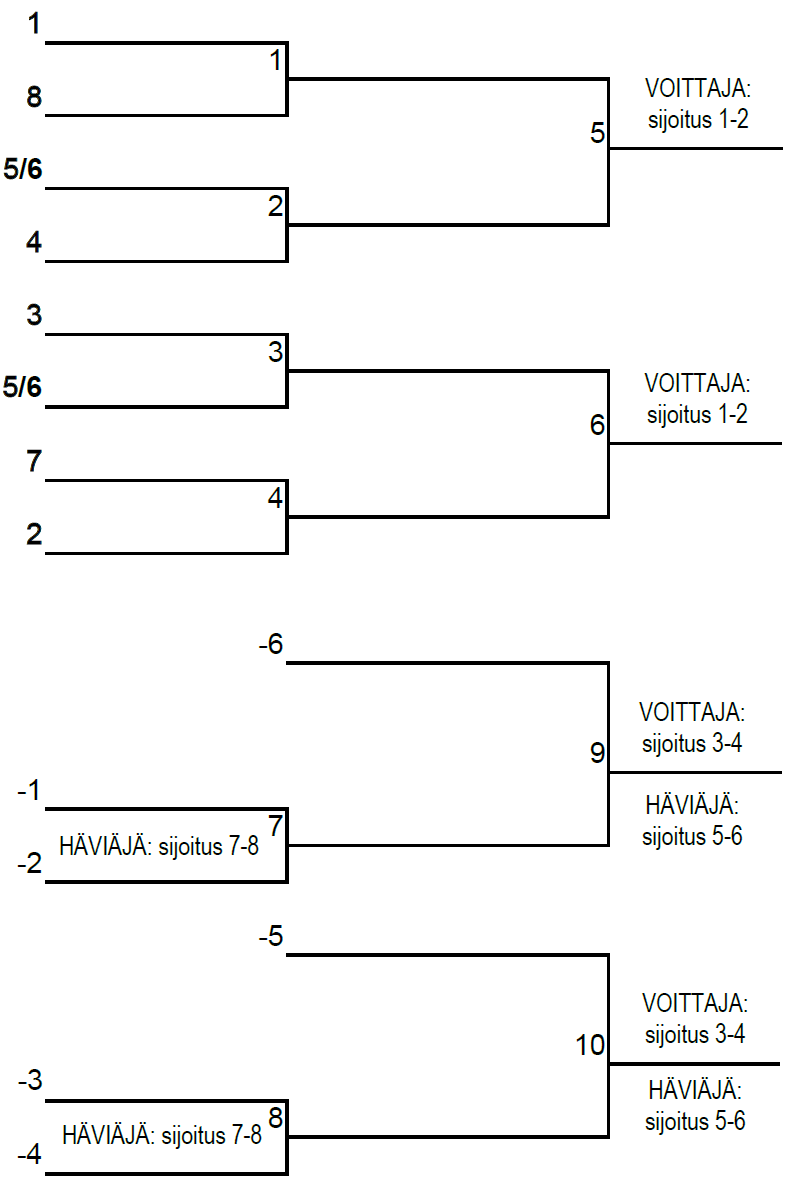 1
1
8
VOITTAJA:
sijoitus 1-2
5
5/6
2
4
3
3
5/6
VOITTAJA:
sijoitus 1-2
6
7
4
2
-6
VOITTAJA:
sijoitus 3-4
9
-1
7
HÄVIÄJÄ:
sijoitus 5-6
HÄVIÄJÄ: sijoitus 7-8
-2
-5
VOITTAJA:
sijoitus 3-4
10
-3
8
HÄVIÄJÄ:
sijoitus 5-6
HÄVIÄJÄ: sijoitus 7-8
-4